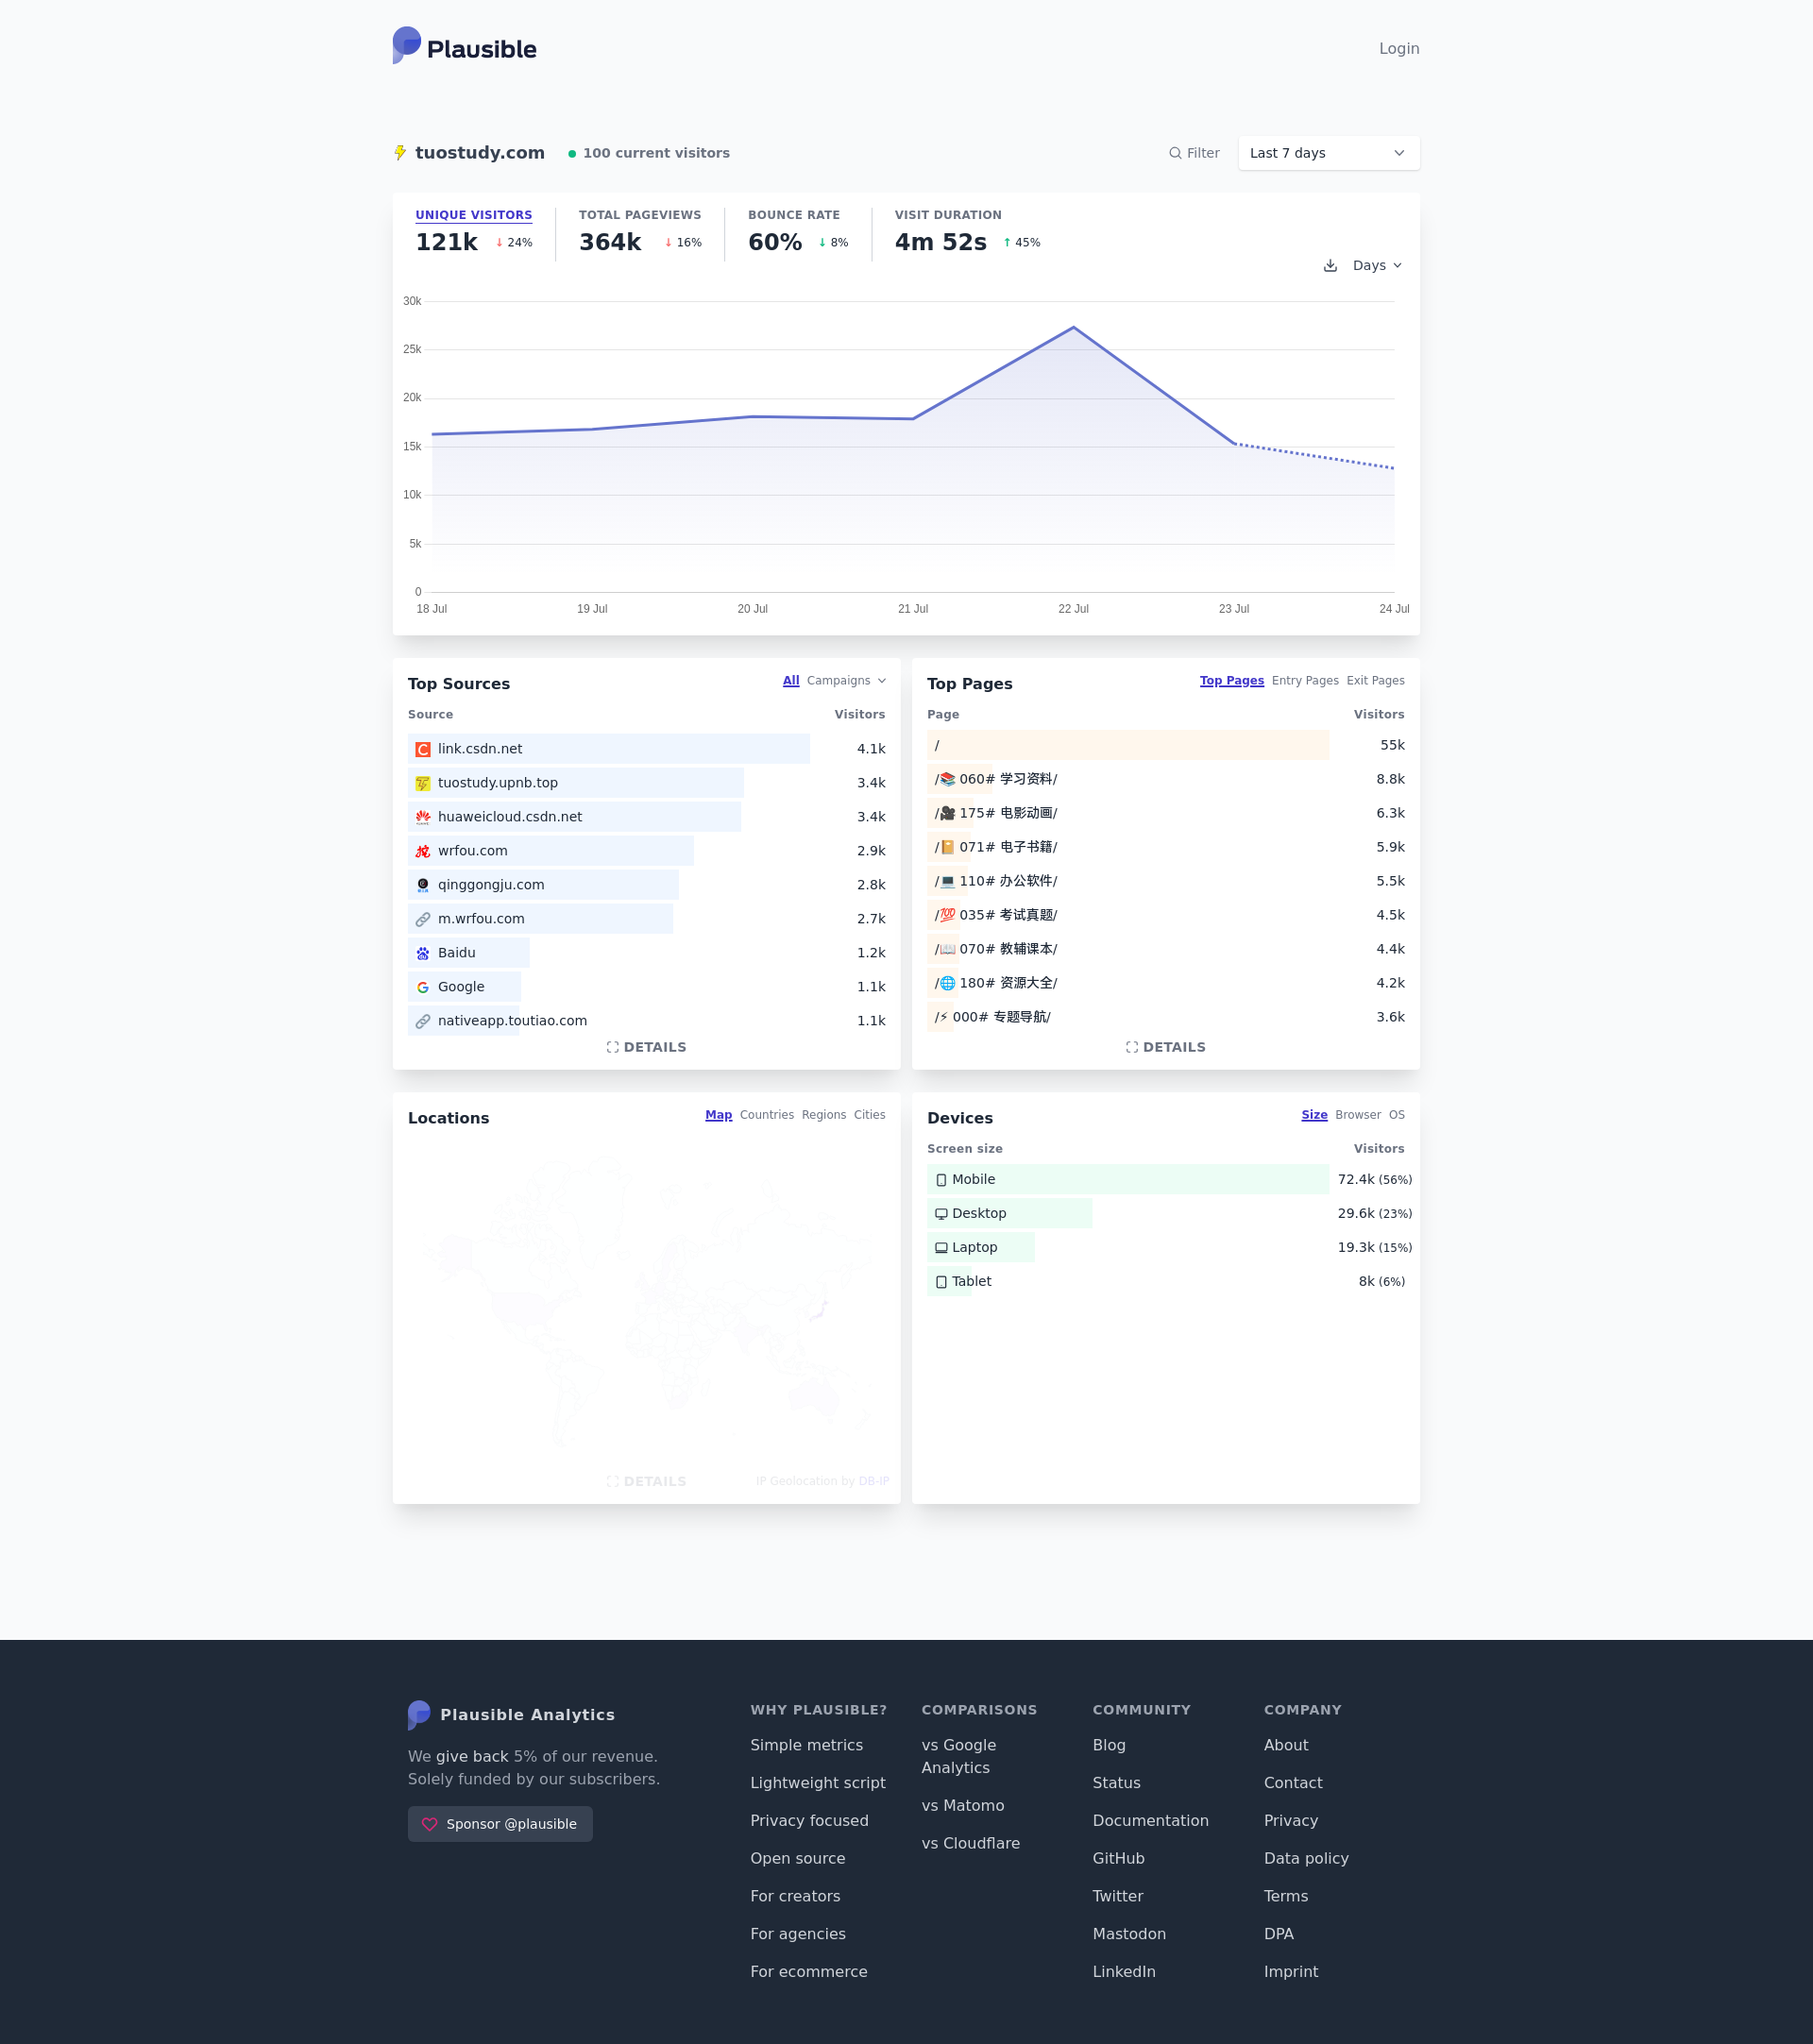 Plausible
Login
tuostudy.com
100 current visitors
Filter
Last 7 days
UNIQUE VISITORS
121k ↓ 24%
TOTAL PAGEVIEWS
364k ↓ 16%
BOUNCE RATE
60% ↓ 8%
VISIT DURATION
4m 52s ↑ 45%
Days
30k
25k
20k
15k
10k
5k
0
18 Jul
19 Jul
20 Jul
21 Jul
22 Jul
23 Jul
24 Jul
Top Sources
All Campaigns
Source Visitors
link.csdn.net 4.1k
tuostudy.upnb.top 3.4k
huaweicloud.csdn.net 3.4k
wrfou.com 2.9k
qinggongju.com 2.8k
m.wrfou.com 2.7k
Baidu 1.2k
Google 1.1k
nativeapp.toutiao.com 1.1k
DETAILS
Top Pages
Top Pages Entry Pages Exit Pages
Page Visitors
/ 55k
/📚 060# 学习资料/ 8.8k
/🎥 175# 电影动画/ 6.3k
/📔 071# 电子书籍/ 5.9k
/💻 110# 办公软件/ 5.5k
/💯 035# 考试真题/ 4.5k
/📖 070# 教辅课本/ 4.4k
/🌐 180# 资源大全/ 4.2k
/⚡ 000# 专题导航/ 3.6k
DETAILS
Locations
Map Countries Regions Cities
DETAILS
IP Geolocation by DB-IP
Devices
Size Browser OS
Screen size Visitors
Mobile 72.4k (56%)
Desktop 29.6k (23%)
Laptop 19.3k (15%)
Tablet 8k (6%)
Plausible Analytics
We give back 5% of our revenue.
Solely funded by our subscribers.
Sponsor @plausible
WHY PLAUSIBLE?
Simple metrics
Lightweight script
Privacy focused
Open source
For creators
For agencies
For ecommerce
COMPARISONS
vs Google
Analytics
vs Matomo
vs Cloudflare
COMMUNITY
Blog
Status
Documentation
GitHub
Twitter
Mastodon
LinkedIn
COMPANY
About
Contact
Privacy
Data policy
Terms
DPA
Imprint